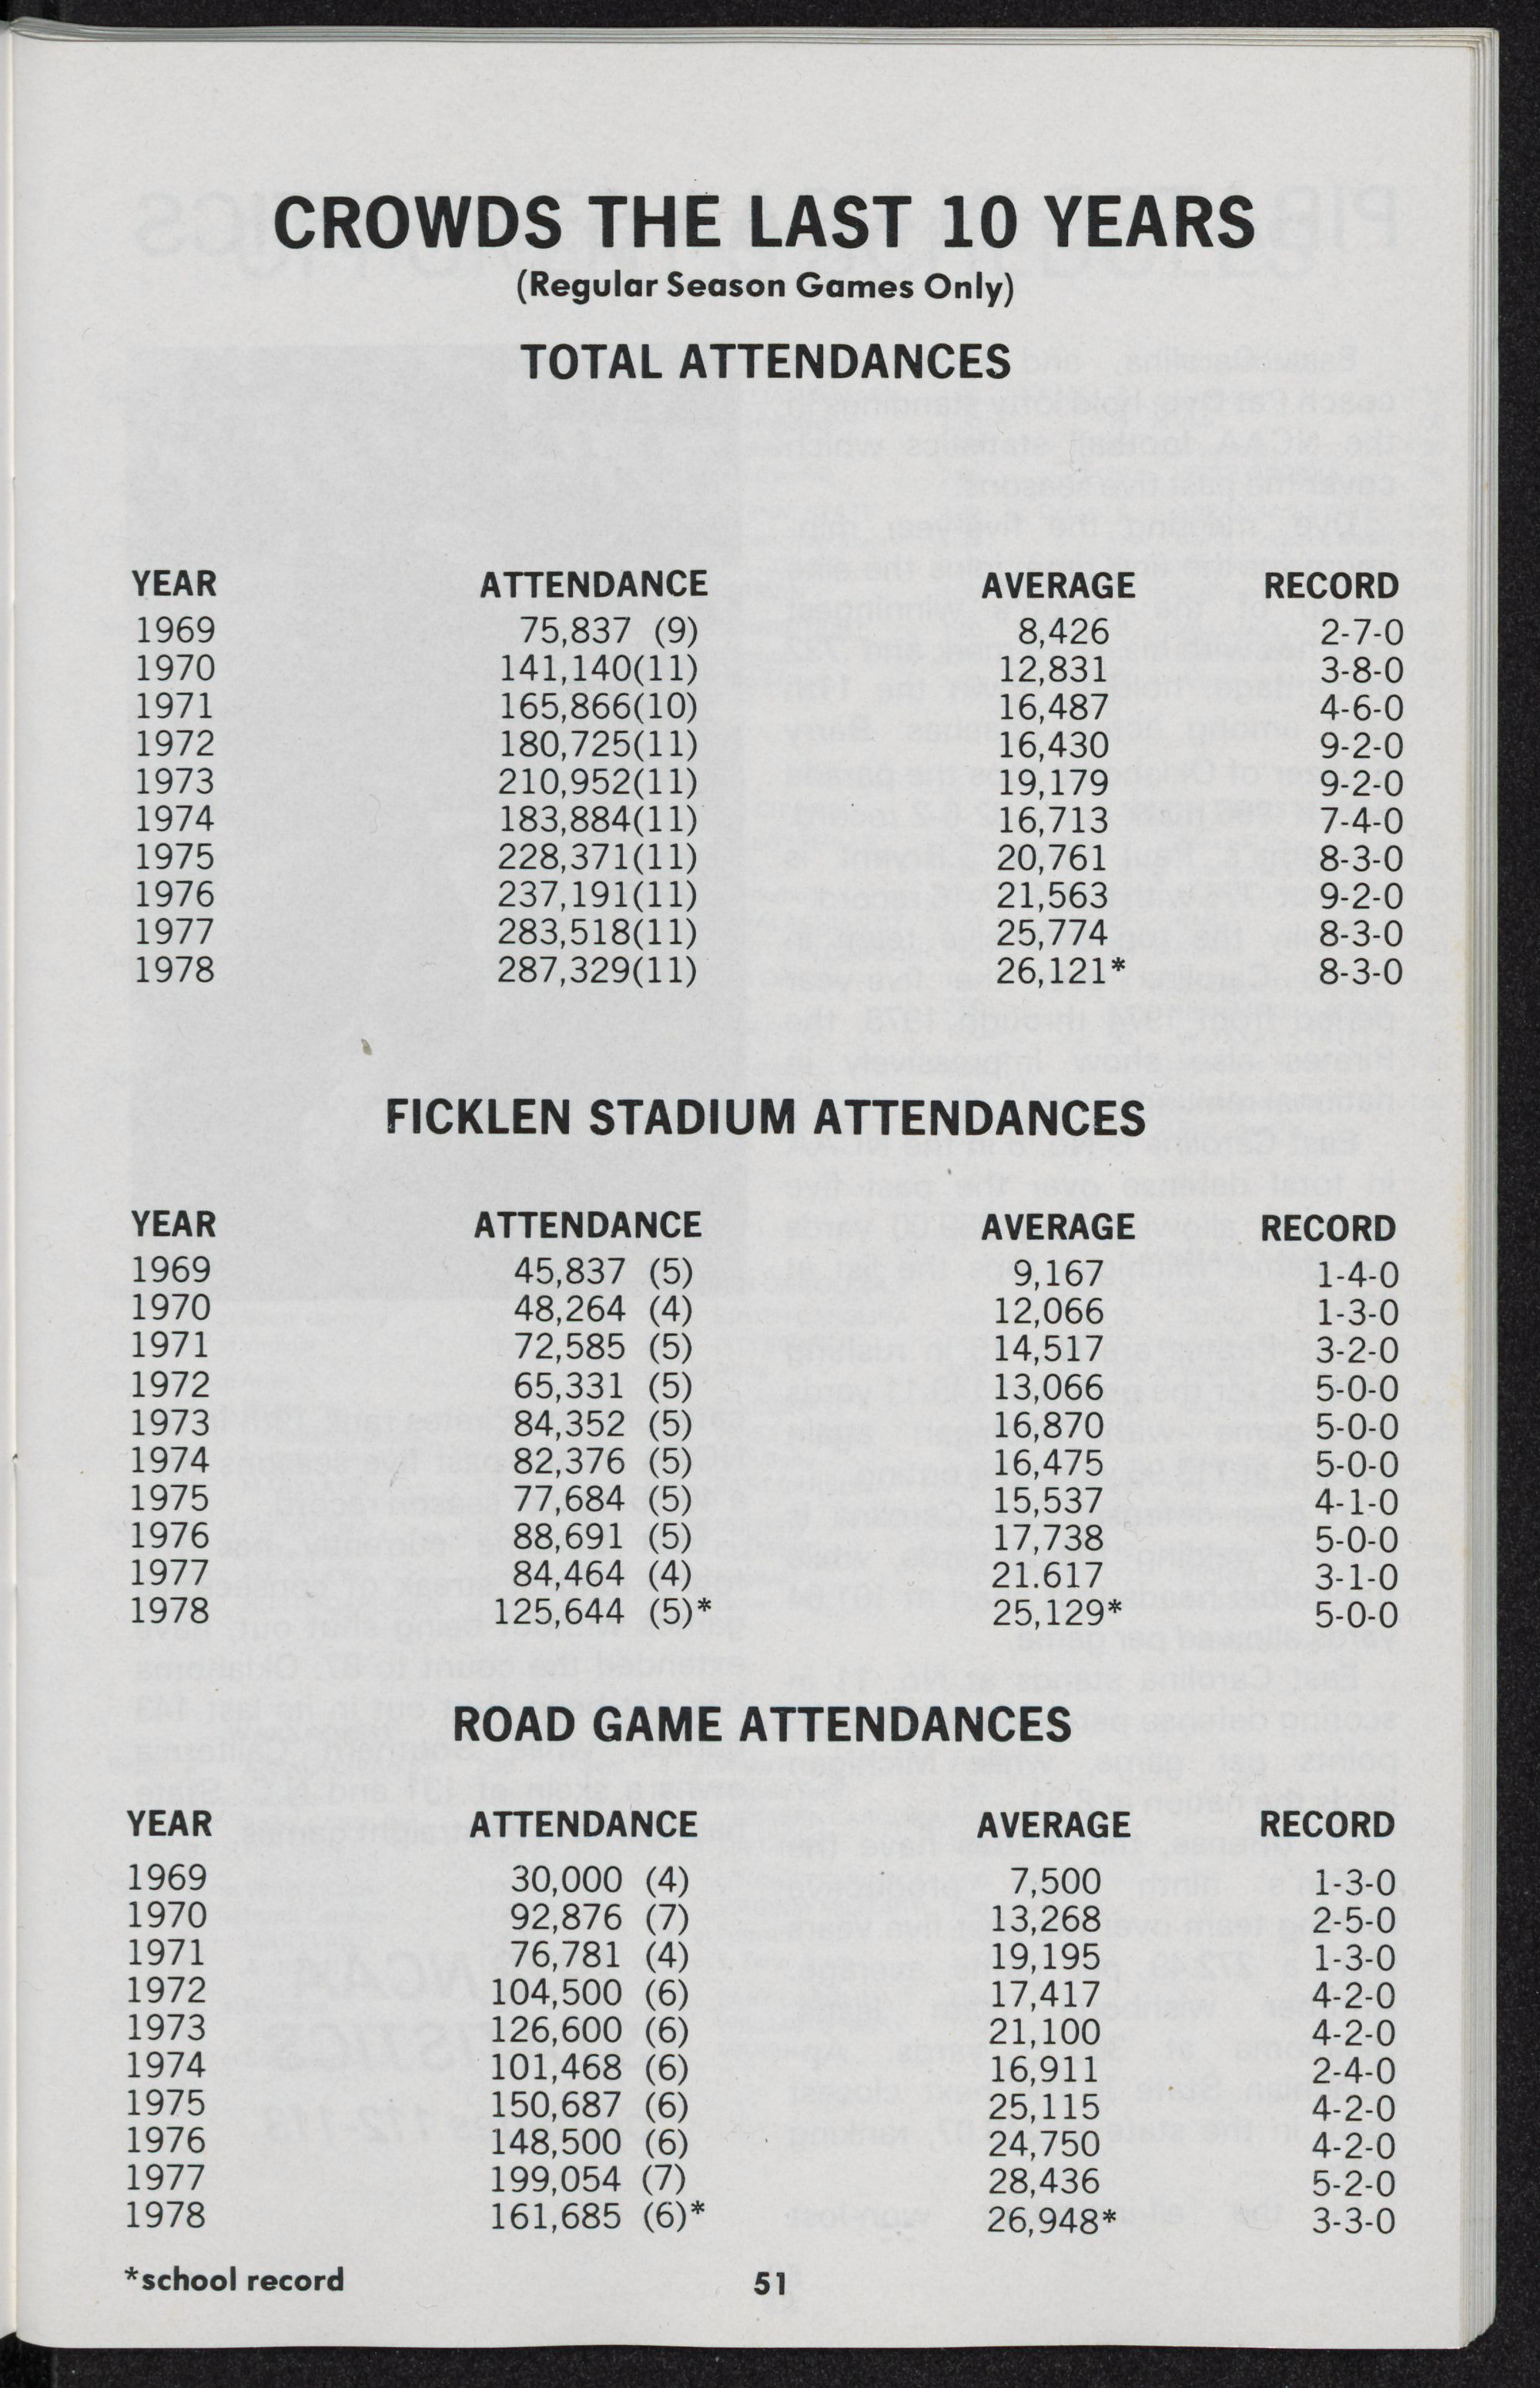 CROWDS THE LAST 10 YEARS
(Regular Season Games Only)
TOTAL ATTENDANCES
YEAR ATTENDANCE AVERAGE RECORD
1969 75,837 (9) 8,426 2-7-0
1970 141,140(11) 12,831 3-8-0
1971 165,866(10) 16,487 4-6-0
1972 180,725(11) 16,430 9-2-0
1973 210,952(11) 19,179 9-2-0
1974 183,884(11) 16,713 7-4-0
1975 228,371(11) 20,761 8-3-0
1976 237,191(11) 21,563 9-2-0
1977 283,518(11) 25,774 8-3-0
1978 287,329(11) 26,121* 8-3-0
FICKLEN STADIUM ATTENDANCES
YEAR ATTENDANCE AVERAGE RECORD
1969 45,837 (5) 9,167 1-4-0
1970 48,264 (4) 12,066 1-3-0
1971 72,585 (5) 14,517 3-2-0
1972 65,331 (5) 13,066 5-0-0
1973 84,352 (5) 16,870 5-0-0
1974 82,376 (5) 16,475 5-0-0
1975 77,684 (5) 15,537 4-1-0
1976 88,691 (5) 17,738 5-0-0
1977 84,464 (4) 21.617 3-1-0
1978 125,644 (5)* 25,129* 5-0-0
ROAD GAME ATTENDANCES
YEAR ATTENDANCE AVERAGE RECORD
1969 30,000 (4) 7,500 1-3-0
1970 92,876 (7) 13,268 2-5-0
1971 76,781 (4) 19,195 1-3-0
1972 104,500 (6) 17,417 4-2-0
1973 126,600 (6) 21,100 4-2-0
1974 101,468 (6) 16,911 2-4-0
1975 150,687 (6) 25,115 4-2-0
1976 148,500 (6) 24,750 4-2-0
1977 199,054 (7) 28,436 5-2-0
1978 161,685 (6)* 26,948* 3-3-0
*school record
51